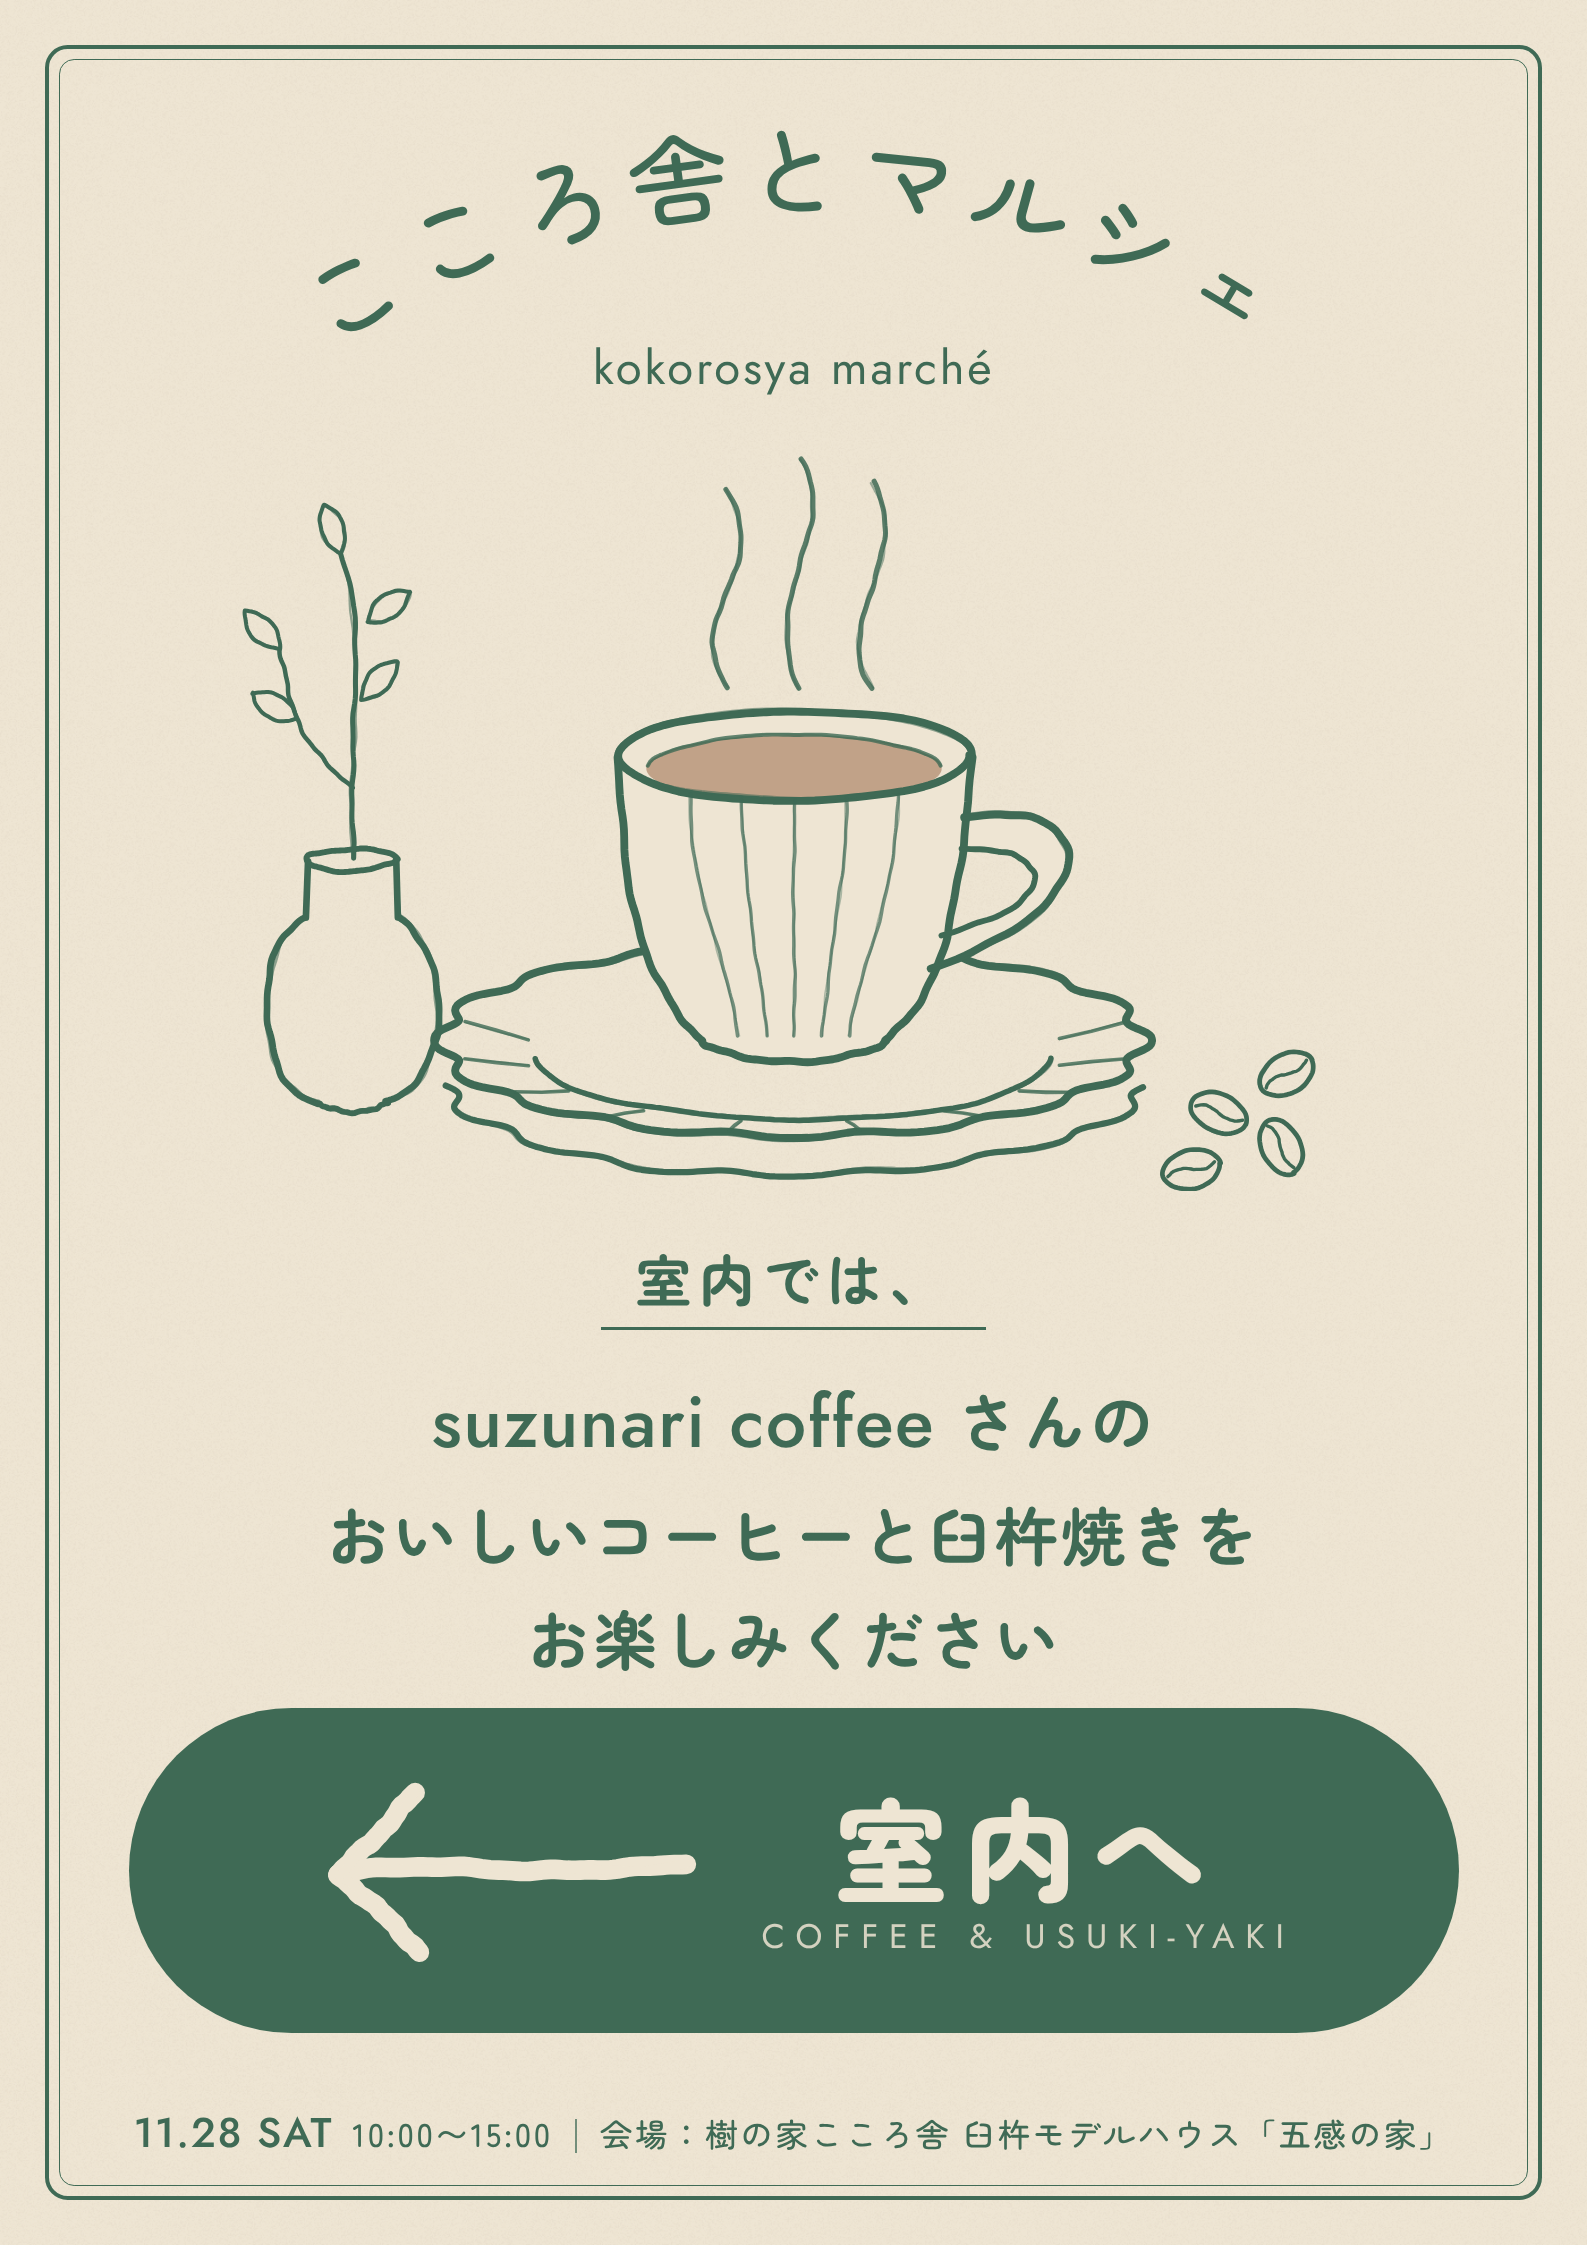 こころ舎とマルシェ
kokorosya marché
室内では、
suzunari coffee さんの
おいしいコーヒーと臼杵焼きを
お楽しみください
室内へ
COFFEE & USUKI-YAKI
11.28 SAT 10:00〜15:00｜会場：樹の家こころ舎 臼杵モデルハウス「五感の家」